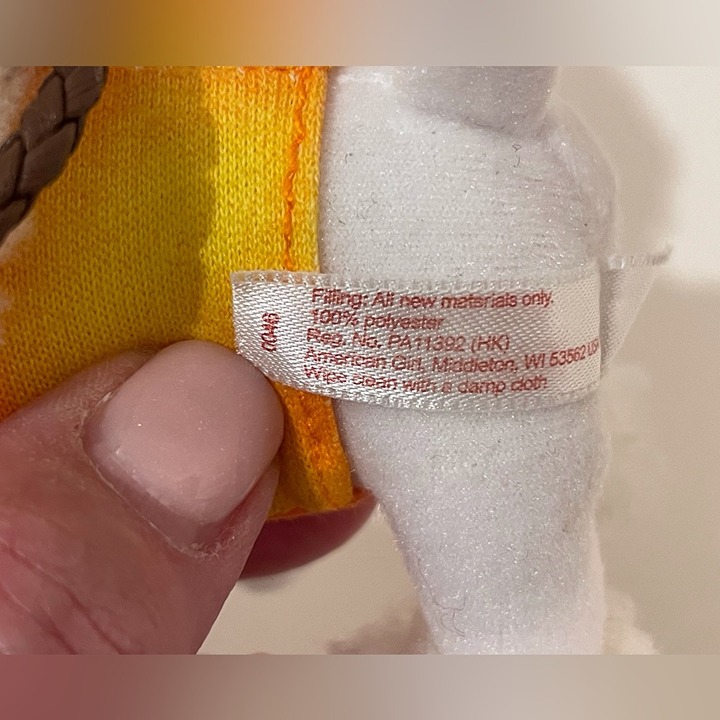 Filling: All new materials only.
100% polyester
Reg. No. PA11392 (HK)
American Girl, Middleton, WI 53562 USA
Wipe clean with a damp cloth